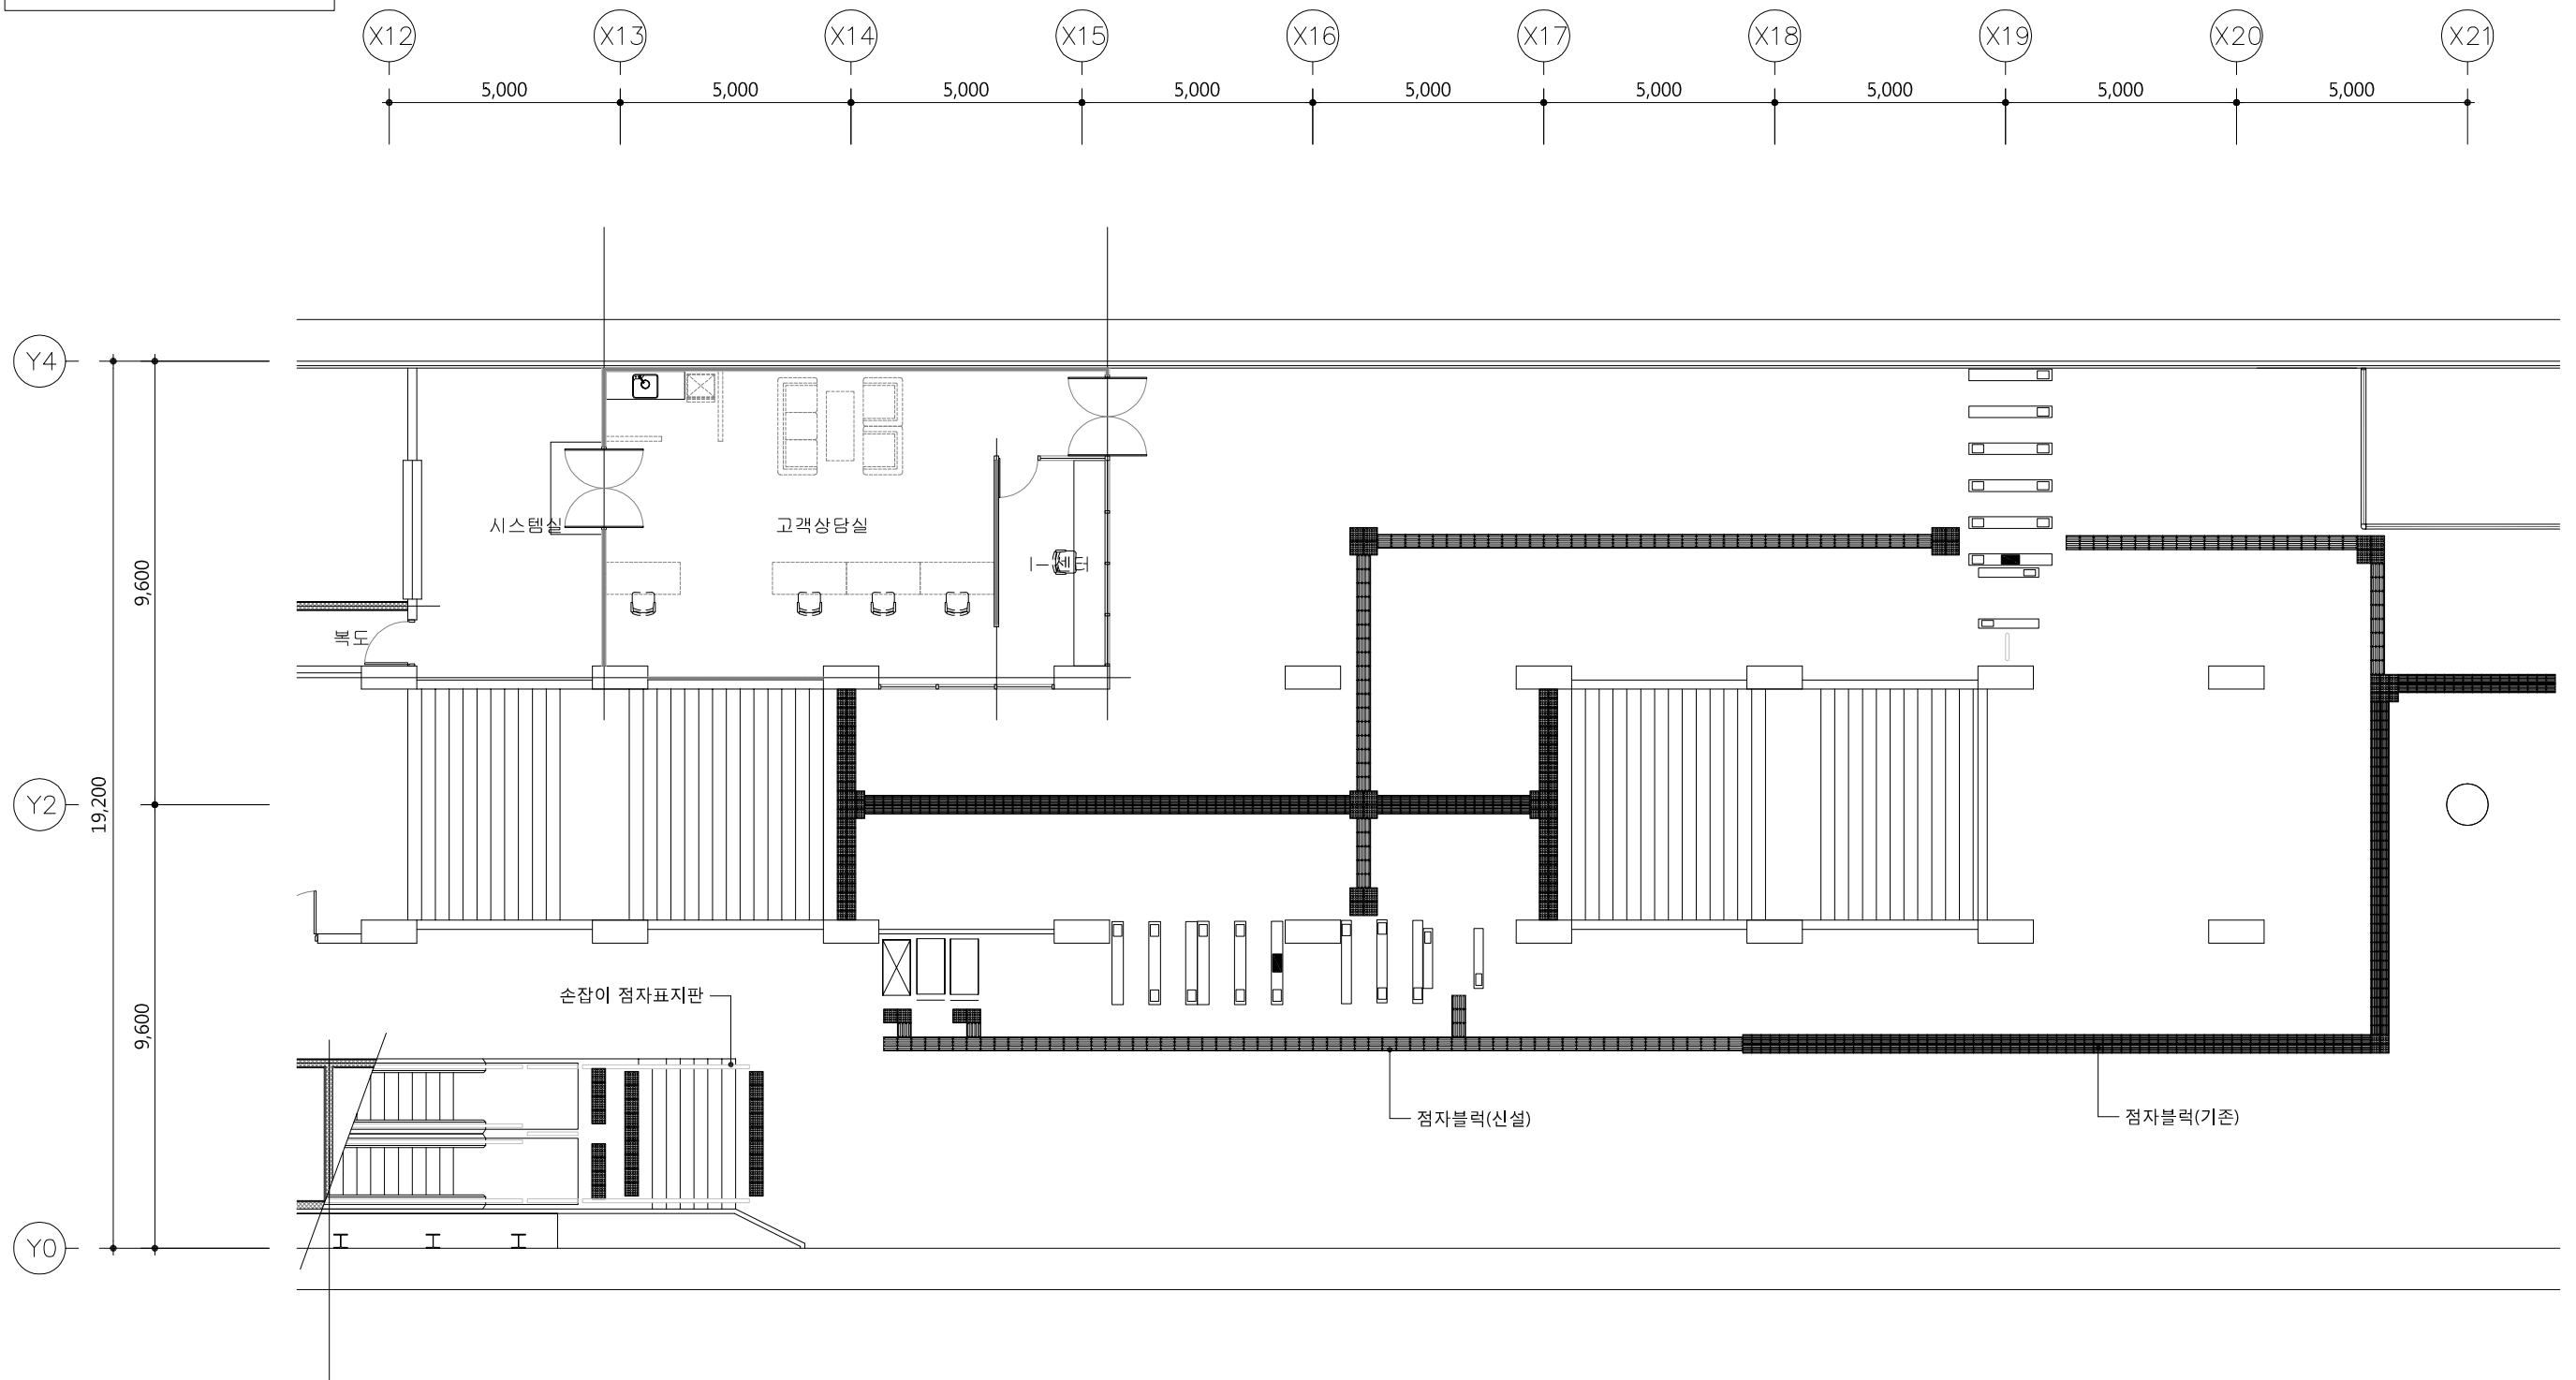 X12 X13 X14 X15 X16 X17 X18 X19 X20 X21
5,000 5,000 5,000 5,000 5,000 5,000 5,000 5,000 5,000
Y4
시스템실
고객상담실
9,600
복도
Y2
19,200
손잡이 점자표지판
9,600
점자블럭(신설)
점자블럭(기존)
Y0